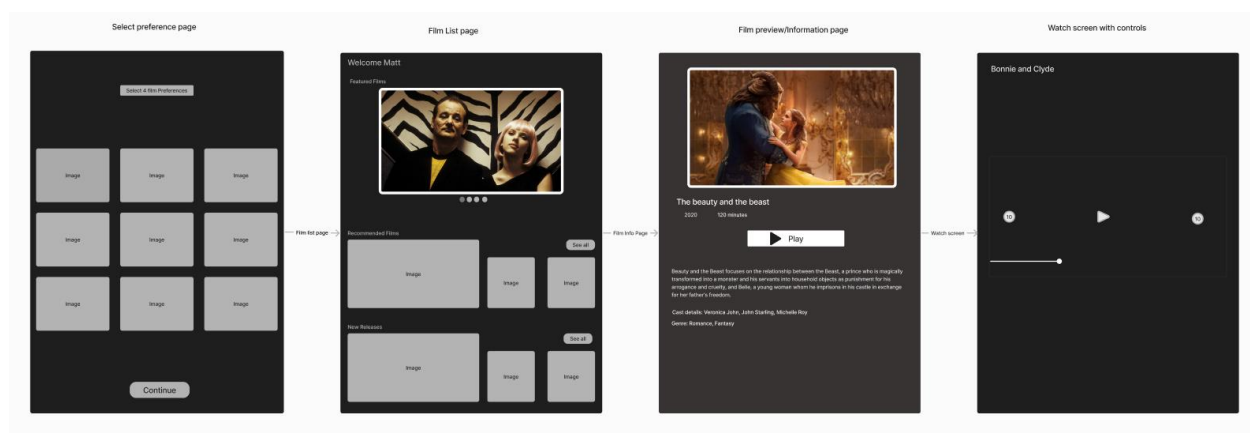 Select preference page
Select 4 film Preferences
Image
Image
Image
Image
Image
Image
Image
Image
Image
Continue
Film list page
Film List page
Welcome Matt
Featured Films
Recommended Films
See all
Image
Image
Image
New Releases
See all
Image
Image
Image
Film Info Page
Film preview/Information page
The beauty and the beast
2020 120 minutes
Play
Beauty and the Beast focuses on the relationship between the Beast, a prince who is magically
transformed into a monster and his servants into household objects as punishment for his
arrogance and cruelty, and Belle, a young woman whom he imprisons in his castle in exchange
for her father's freedom.
Cast details: Veronica John, John Starling, Michelle Roy
Genre: Romance, Fantasy
Watch screen
Watch screen with controls
Bonnie and Clyde
10
10